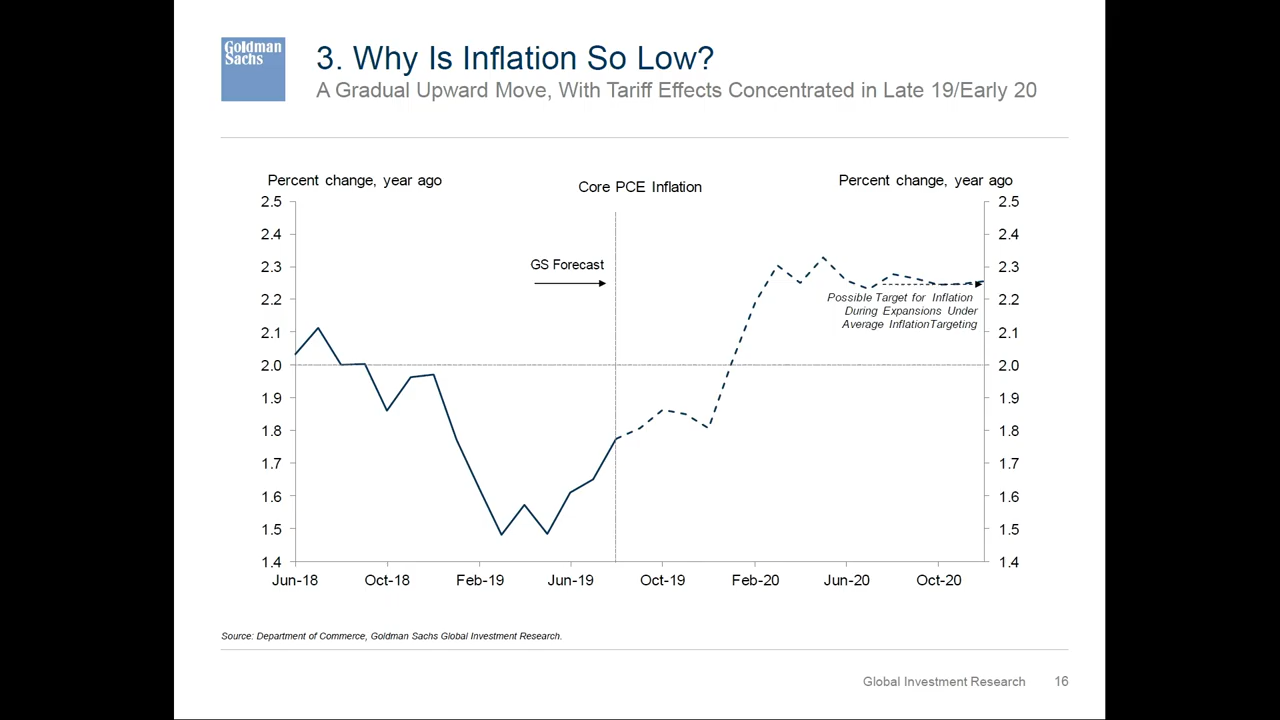 Goldman
Sachs
3. Why Is Inflation So Low?
A Gradual Upward Move, With Tariff Effects Concentrated in Late 19/Early 20
Percent change, year ago
Core PCE Inflation
Percent change, year ago
2.5
2.4
2.3
2.2
2.1
2.0
1.9
1.8
1.7
1.6
1.5
1.4
GS Forecast
Possible Target for Inflation
During Expansions Under
Average InflationTargeting
2.5
2.4
2.3
2.2
2.1
2.0
1.9
1.8
1.7
1.6
1.5
1.4
Jun-18 Oct-18 Feb-19 Jun-19 Oct-19 Feb-20 Jun-20 Oct-20
Source: Department of Commerce, Goldman Sachs Global Investment Research.
Global Investment Research 16